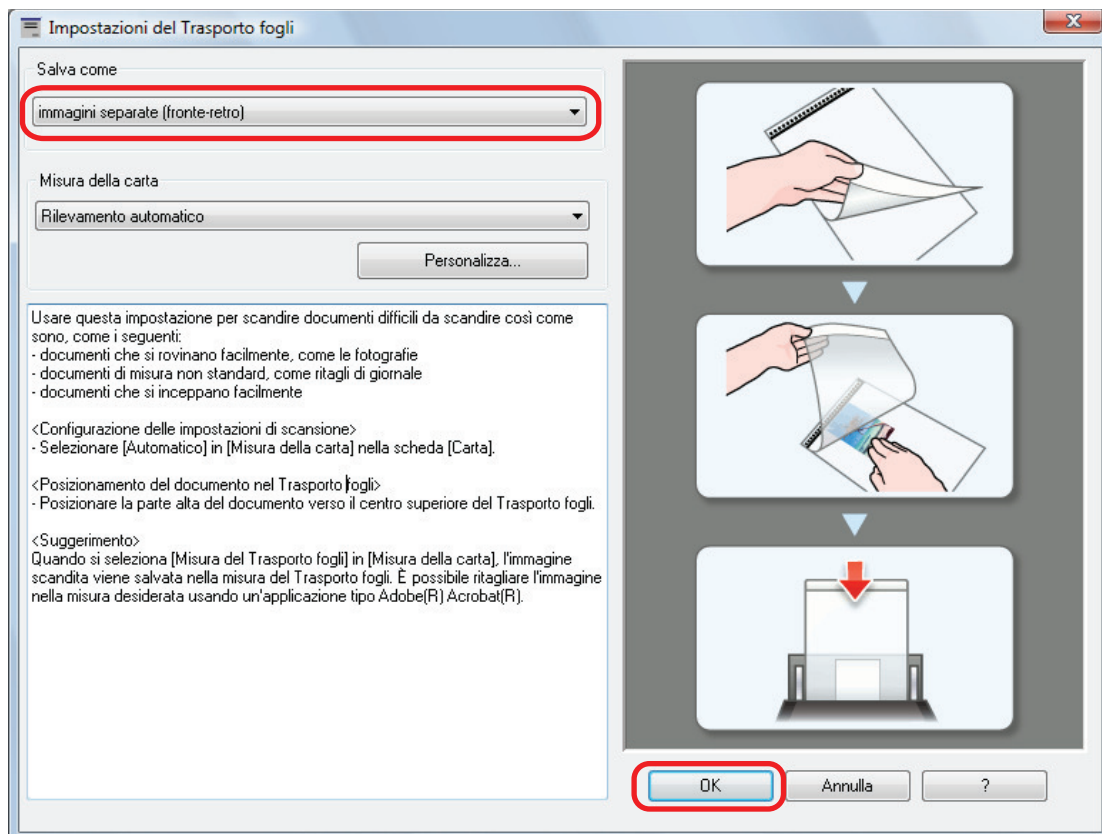 Impostazioni del Trasporto fogli
x
Salva come
immagini separate (fronte-retro)
Misura della carta
Rilevamento automatico
Personalizza...
Usare questa impostazione per scandire documenti difficili da scandire così come
sono, come i seguenti:
- documenti che si rovinano facilmente, come le fotografie
- documenti di misura non standard, come ritagli di giornale
- documenti che si inceppano facilmente
<Configurazione delle impostazioni di scansione>
- Selezionare [Automatico] in [Misura della carta] nella scheda [Carta].
<Posizionamento del documento nel Trasporto fogli>
- Posizionare la parte alta del documento verso il centro superiore del Trasporto fogli.
<Suggerimento>
Quando si seleziona [Misura del Trasporto fogli] in [Misura della carta], l'immagine
scandita viene salvata nella misura del Trasporto fogli. È possibile ritagliare l'immagine
nella misura desiderata usando un'applicazione tipo Adobe(R) Acrobat(R).
OK
Annulla
?